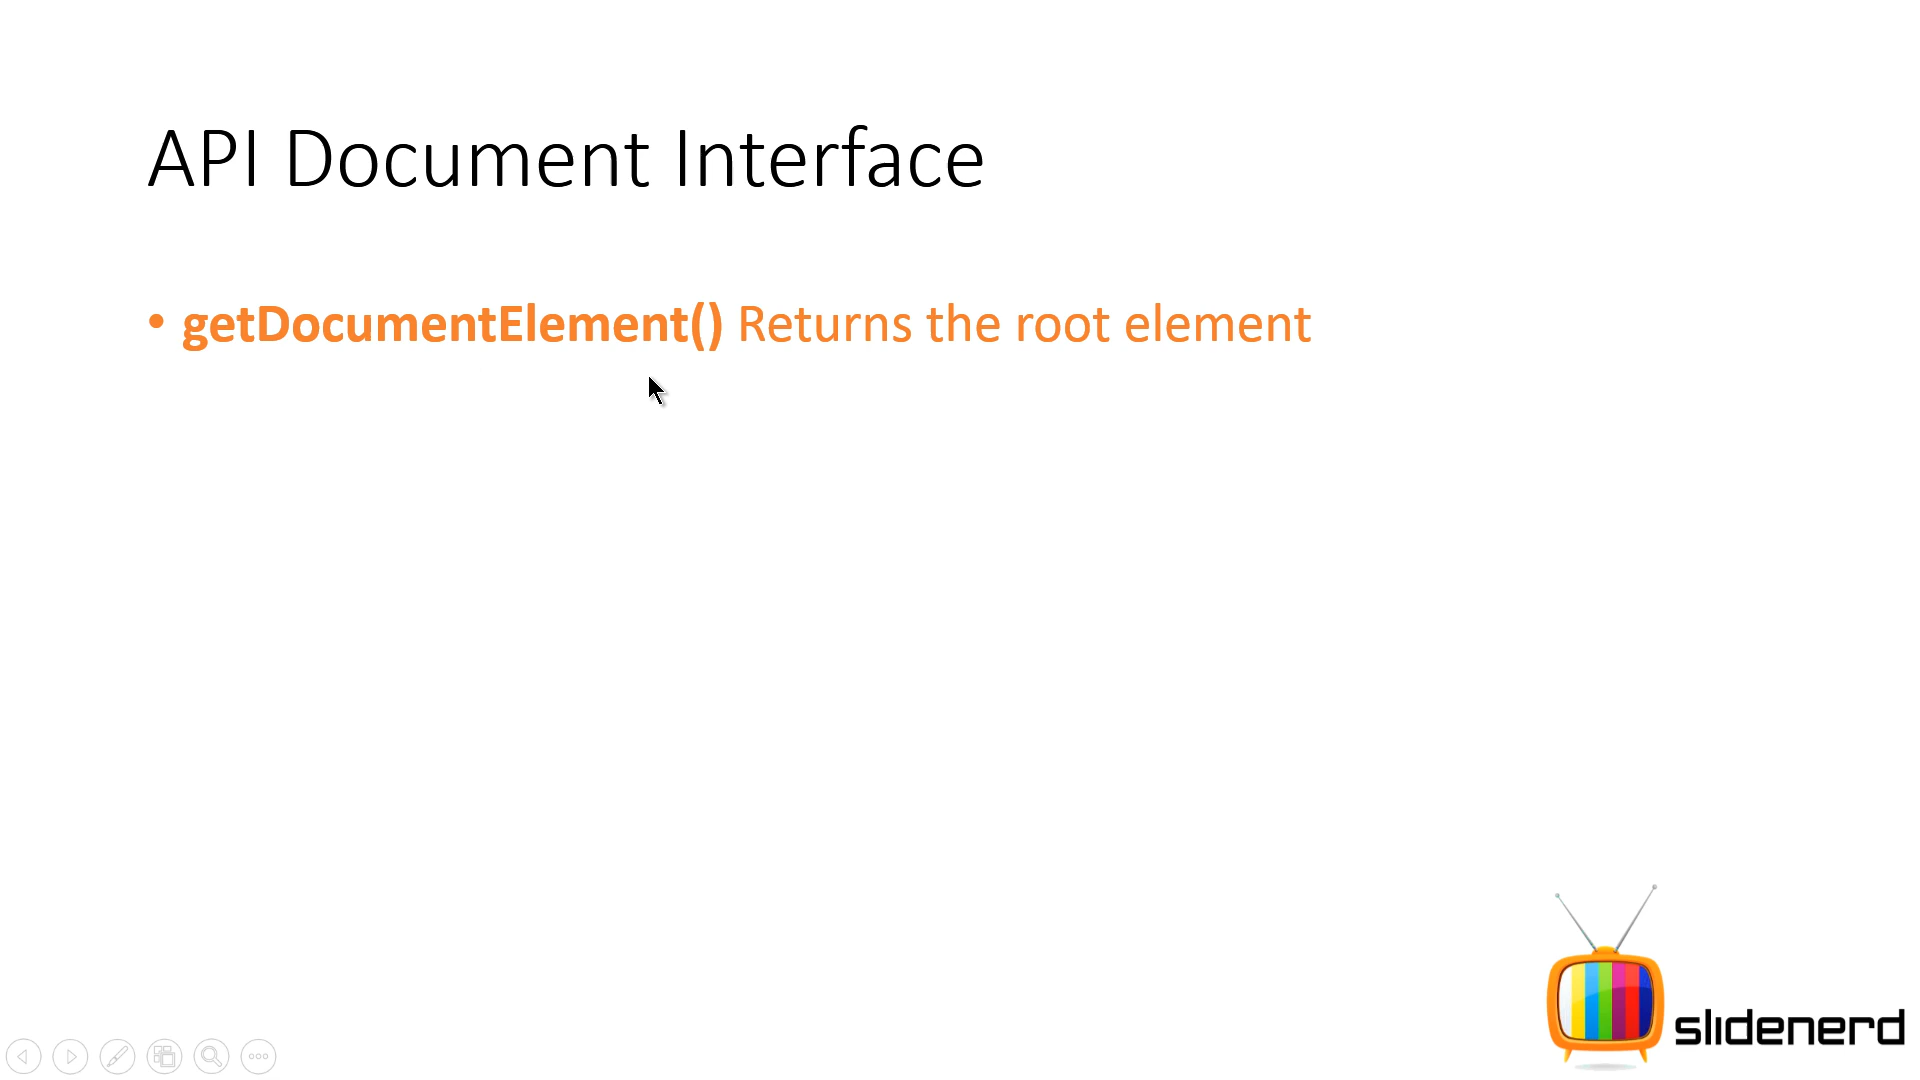 API Document Interface
• getDocumentElement() Returns the root element
slidenerd